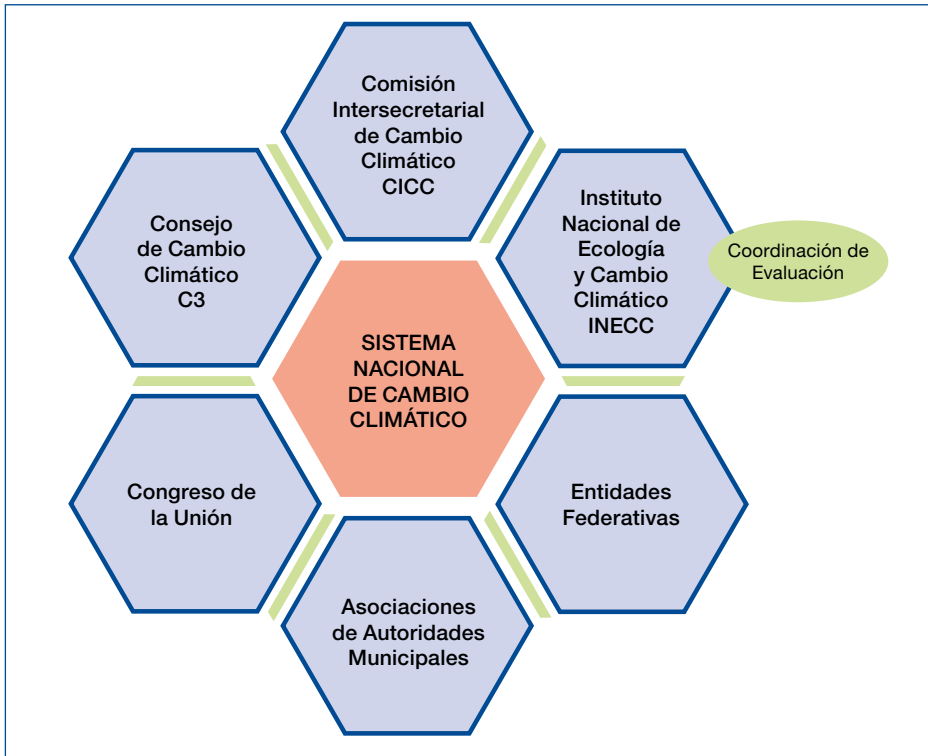 Comisión
Intersecretarial
de Cambio
Climático
CICC
Consejo
de Cambio
Climático
C3
Instituto
Nacional de
Ecología
y Cambio
Climático
INECC
Coordinación de
Evaluación
SISTEMA
NACIONAL
DE CAMBIO
CLIMÁTICO
Congreso de
la Unión
Entidades
Federativas
Asociaciones
de Autoridades
Municipales